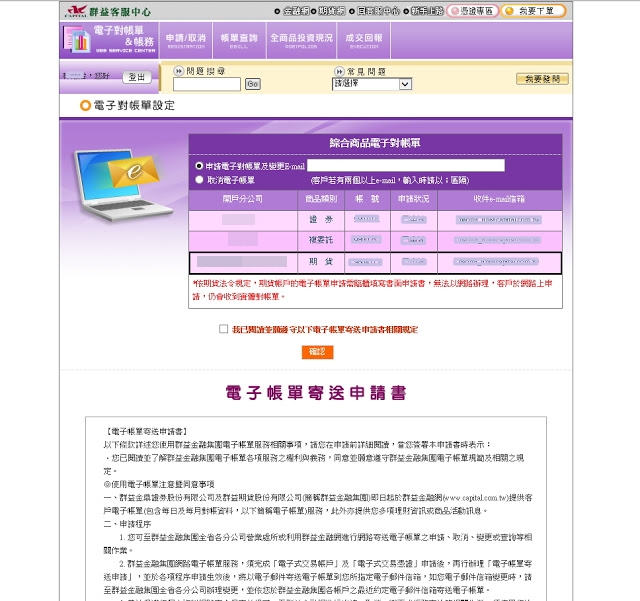 群益客服中心
CAPITAL
金融網 期貨網 回電服中心 新手上路 憑證專區 我要下單
電子對帳單
&帳務
WEB SERVICE CENTER
申請/取消 帳單查詢 全商品投資現況 成交回報
登出
問題搜尋 Go
常見問題
請選擇
我要發問
電子對帳單設定
綜合商品電子對帳單
申請電子對帳單及變更E-mail
取消電子帳單 (客戶若有兩個以上e-mail,輸入時請以;區隔)
開戶分公司 商品類別 帳 號 申請狀況 收件e-mail信箱
證 券
複委託
期 貨
*依期貨法令規定,期貨帳戶的電子帳單申請需臨櫃填寫書面申請書,無法以網路辦理,客戶於網路上申
請,仍會收到實體對帳單。
我已閱讀並願遵守以下電子帳單寄送申請書相關規定
確認
電子帳單寄送申請書
【電子帳單寄送申請書】
以下條款詳述您使用群益金融集團電子帳單服務相關事項,請您在申請前詳細閱讀,當您簽署本申請書時表示:
‧您已閱讀並了解群益金融集團電子帳單各項服務之權利與義務,同意並願意遵守群益金融集團電子帳單規範及相關之規
定。
◎使用電子帳單注意暨同意事項
一、群益金鼎證券股份有限公司及群益期貨股份有限公司(簡稱群益金融集團)即日起於群益金融網(www.capital.com.tw)提供客
戶電子帳單(包含每日及每月對帳資料,以下簡稱電子帳單)服務,此外亦提供您多項理財資訊或商品活動訊息。
二、申請程序
1. 您可至群益金融集團全省各分公司營業處所或利用群益金融網進行網路寄送電子帳單之申請、取消、變更或查詢等相
關作業。
2. 群益金融集團網路電子帳單服務,須完成「電子式交易帳戶」及「電子式交易憑證」申請後,再行辦理「電子帳單寄
送申請」,並於各項程序申請生效後,將以電子郵件寄送電子帳單到您所指定電子郵件信箱,如您電子郵件信箱變更時,請
至群益金融集團全省各分公司辦理變更,並依您於群益金融集團各帳戶之最近約定電子郵件信箱寄送電子帳單。